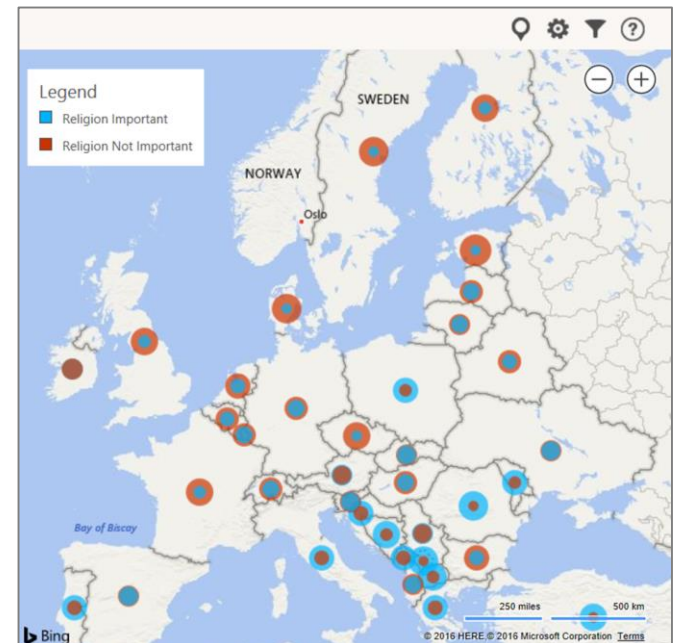 Legend
Religion Important
Religion Not Important
SWEDEN
NORWAY
Oslo
Bay of Biscay
250 miles 500 km
Bing
© 2016 HERE © 2016 Microsoft Corporation Terms